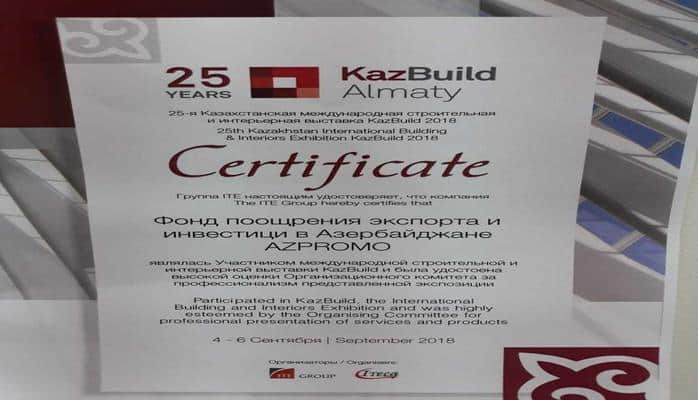 25 YEARS
KazBuild
Almaty
25-я Казахстанская международная строительная
и интерьерная выставка KazBuild 2018
25th Kazakhstan International Building
& Interiors Exhibition KazBuild 2018
Certificate
Группа ITE настоящим удостоверяет, что компания
The ITE Group hereby certifies that
Фонд поощрения экспорта и
инвестици в Азербайджане
AZPROMO
являлась Участником международной строительной и
интерьерной выставки KazBuild и была удостоена
высокой оценки Организационного комитета за
профессионализм представленной экспозиции
Participated in KazBuild, the International
Building and Interiors Exhibition and was highly
esteemed by the Organising Committee for
professional presentation of services and products
4 - 6 Сентября | September 2018
Организаторы / Organisers:
ITE GROUP
Iteca